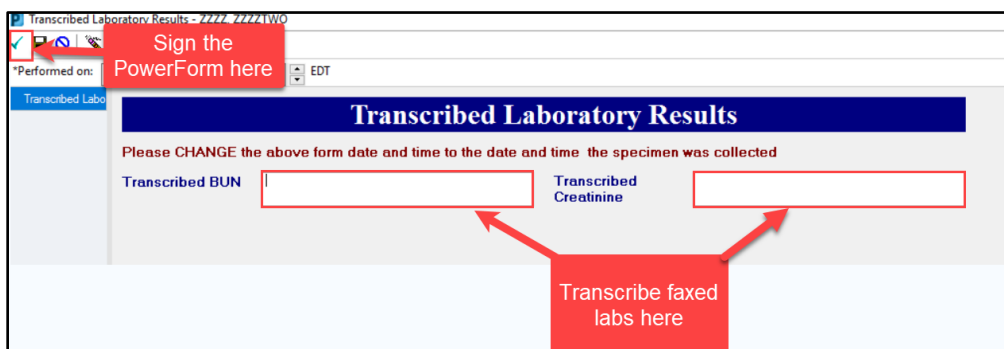 Transcribed Laboratory Results - ZZZZ, ZZZZTWO
Sign the
PowerForm here
*Performed on:
EDT
Transcribed Labo
Transcribed Laboratory Results
Please CHANGE the above form date and time to the date and time the specimen was collected
Transcribed BUN
Transcribed
Creatinine
Transcribe faxed
labs here